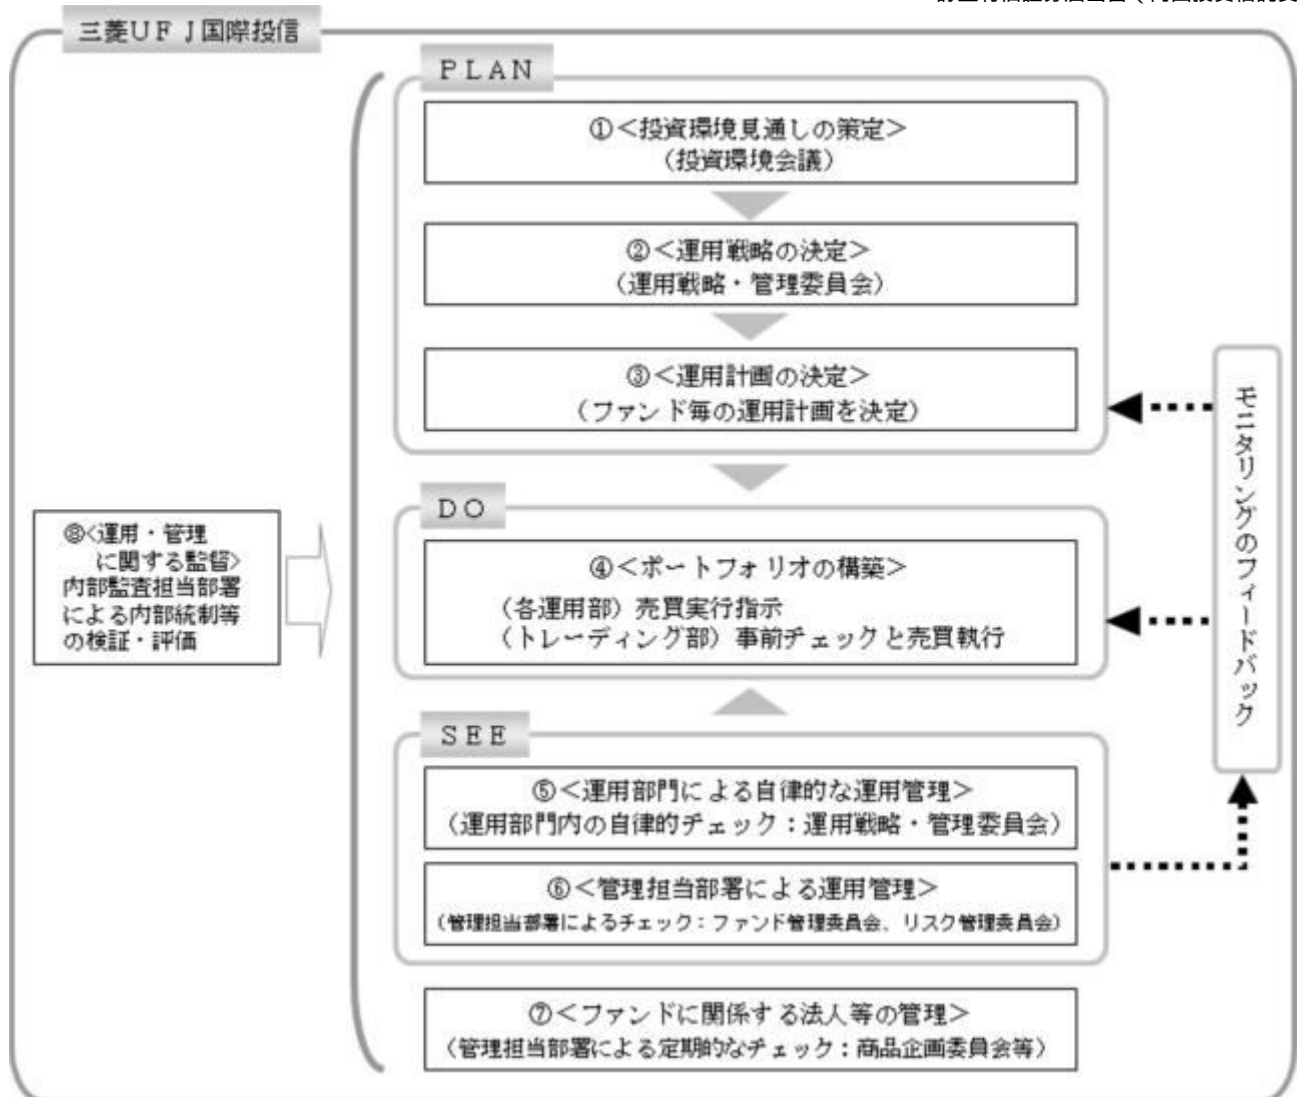 三菱UFJ国際投信
PLAN
①＜投資環境見通しの策定＞
（投資環境会議）
②＜運用戦略の決定＞
（運用戦略・管理委員会）
③＜運用計画の決定＞
（ファンド毎の運用計画を決定）
DO
④＜ポートフォリオの構築＞
（各運用部）売買実行指示
（トレーディング部）事前チェックと売買執行
SEE
⑤＜運用部門による自律的な運用管理＞
（運用部門内の自律的チェック：運用戦略・管理委員会）
⑥＜管理担当部署による運用管理＞
（管理担当部署によるチェック：ファンド管理委員会、リスク管理委員会）
⑦＜ファンドに関係する法人等の管理＞
（管理担当部署による定期的なチェック：商品企画委員会等）
⑧＜運用・管理
に関する監督＞
内部監査担当部署
による内部統制等
の検証・評価
モニタリングのフィードバック